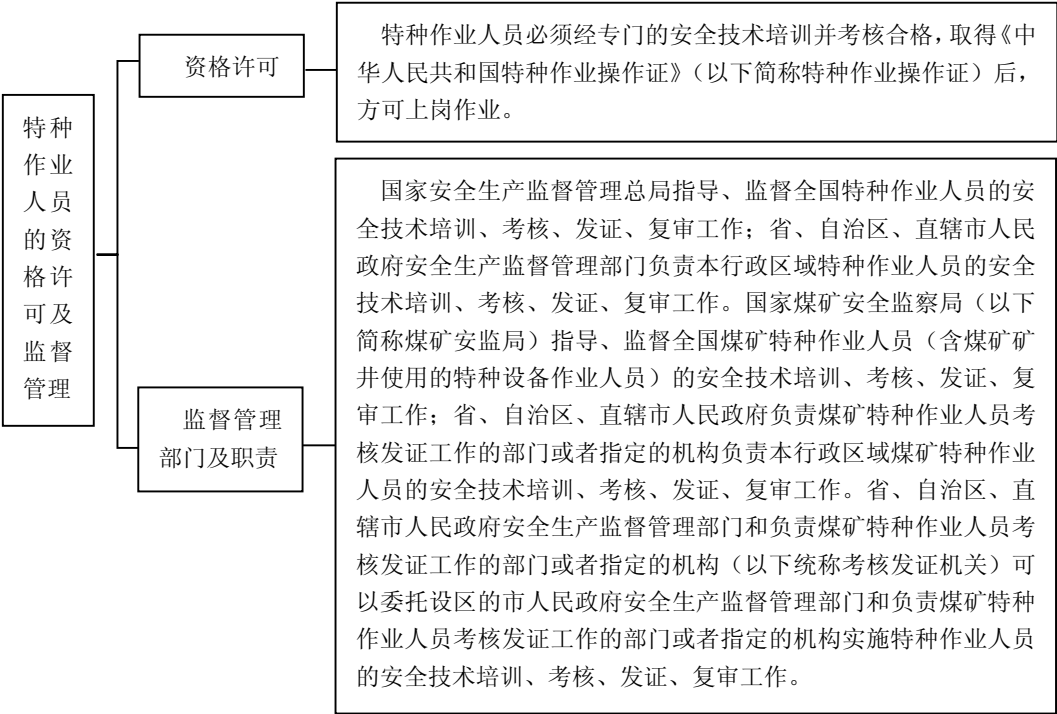 特种
作业
人员
的资
格许
可及
监督
管理
资格许可
特种作业人员必须经专门的安全技术培训并考核合格，取得《中
华人民共和国特种作业操作证》（以下简称特种作业操作证）后，
方可上岗作业。
监督管理
部门及职责
国家安全生产监督管理总局指导、监督全国特种作业人员的安
全技术培训、考核、发证、复审工作；省、自治区、直辖市人民
政府安全生产监督管理部门负责本行政区域特种作业人员的安全
技术培训、考核、发证、复审工作。国家煤矿安全监察局（以下
简称煤矿安监局）指导、监督全国煤矿特种作业人员（含煤矿矿
井使用的特种设备作业人员）的安全技术培训、考核、发证、复
审工作；省、自治区、直辖市人民政府负责煤矿特种作业人员考
核发证工作的部门或者指定的机构负责本行政区域煤矿特种作业
人员的安全技术培训、考核、发证、复审工作。省、自治区、直
辖市人民政府安全生产监督管理部门和负责煤矿特种作业人员考
核发证工作的部门或者指定的机构（以下统称考核发证机关）可
以委托设区的市人民政府安全生产监督管理部门和负责煤矿特种
作业人员考核发证工作的部门或者指定的机构实施特种作业人员
的安全技术培训、考核、发证、复审工作。